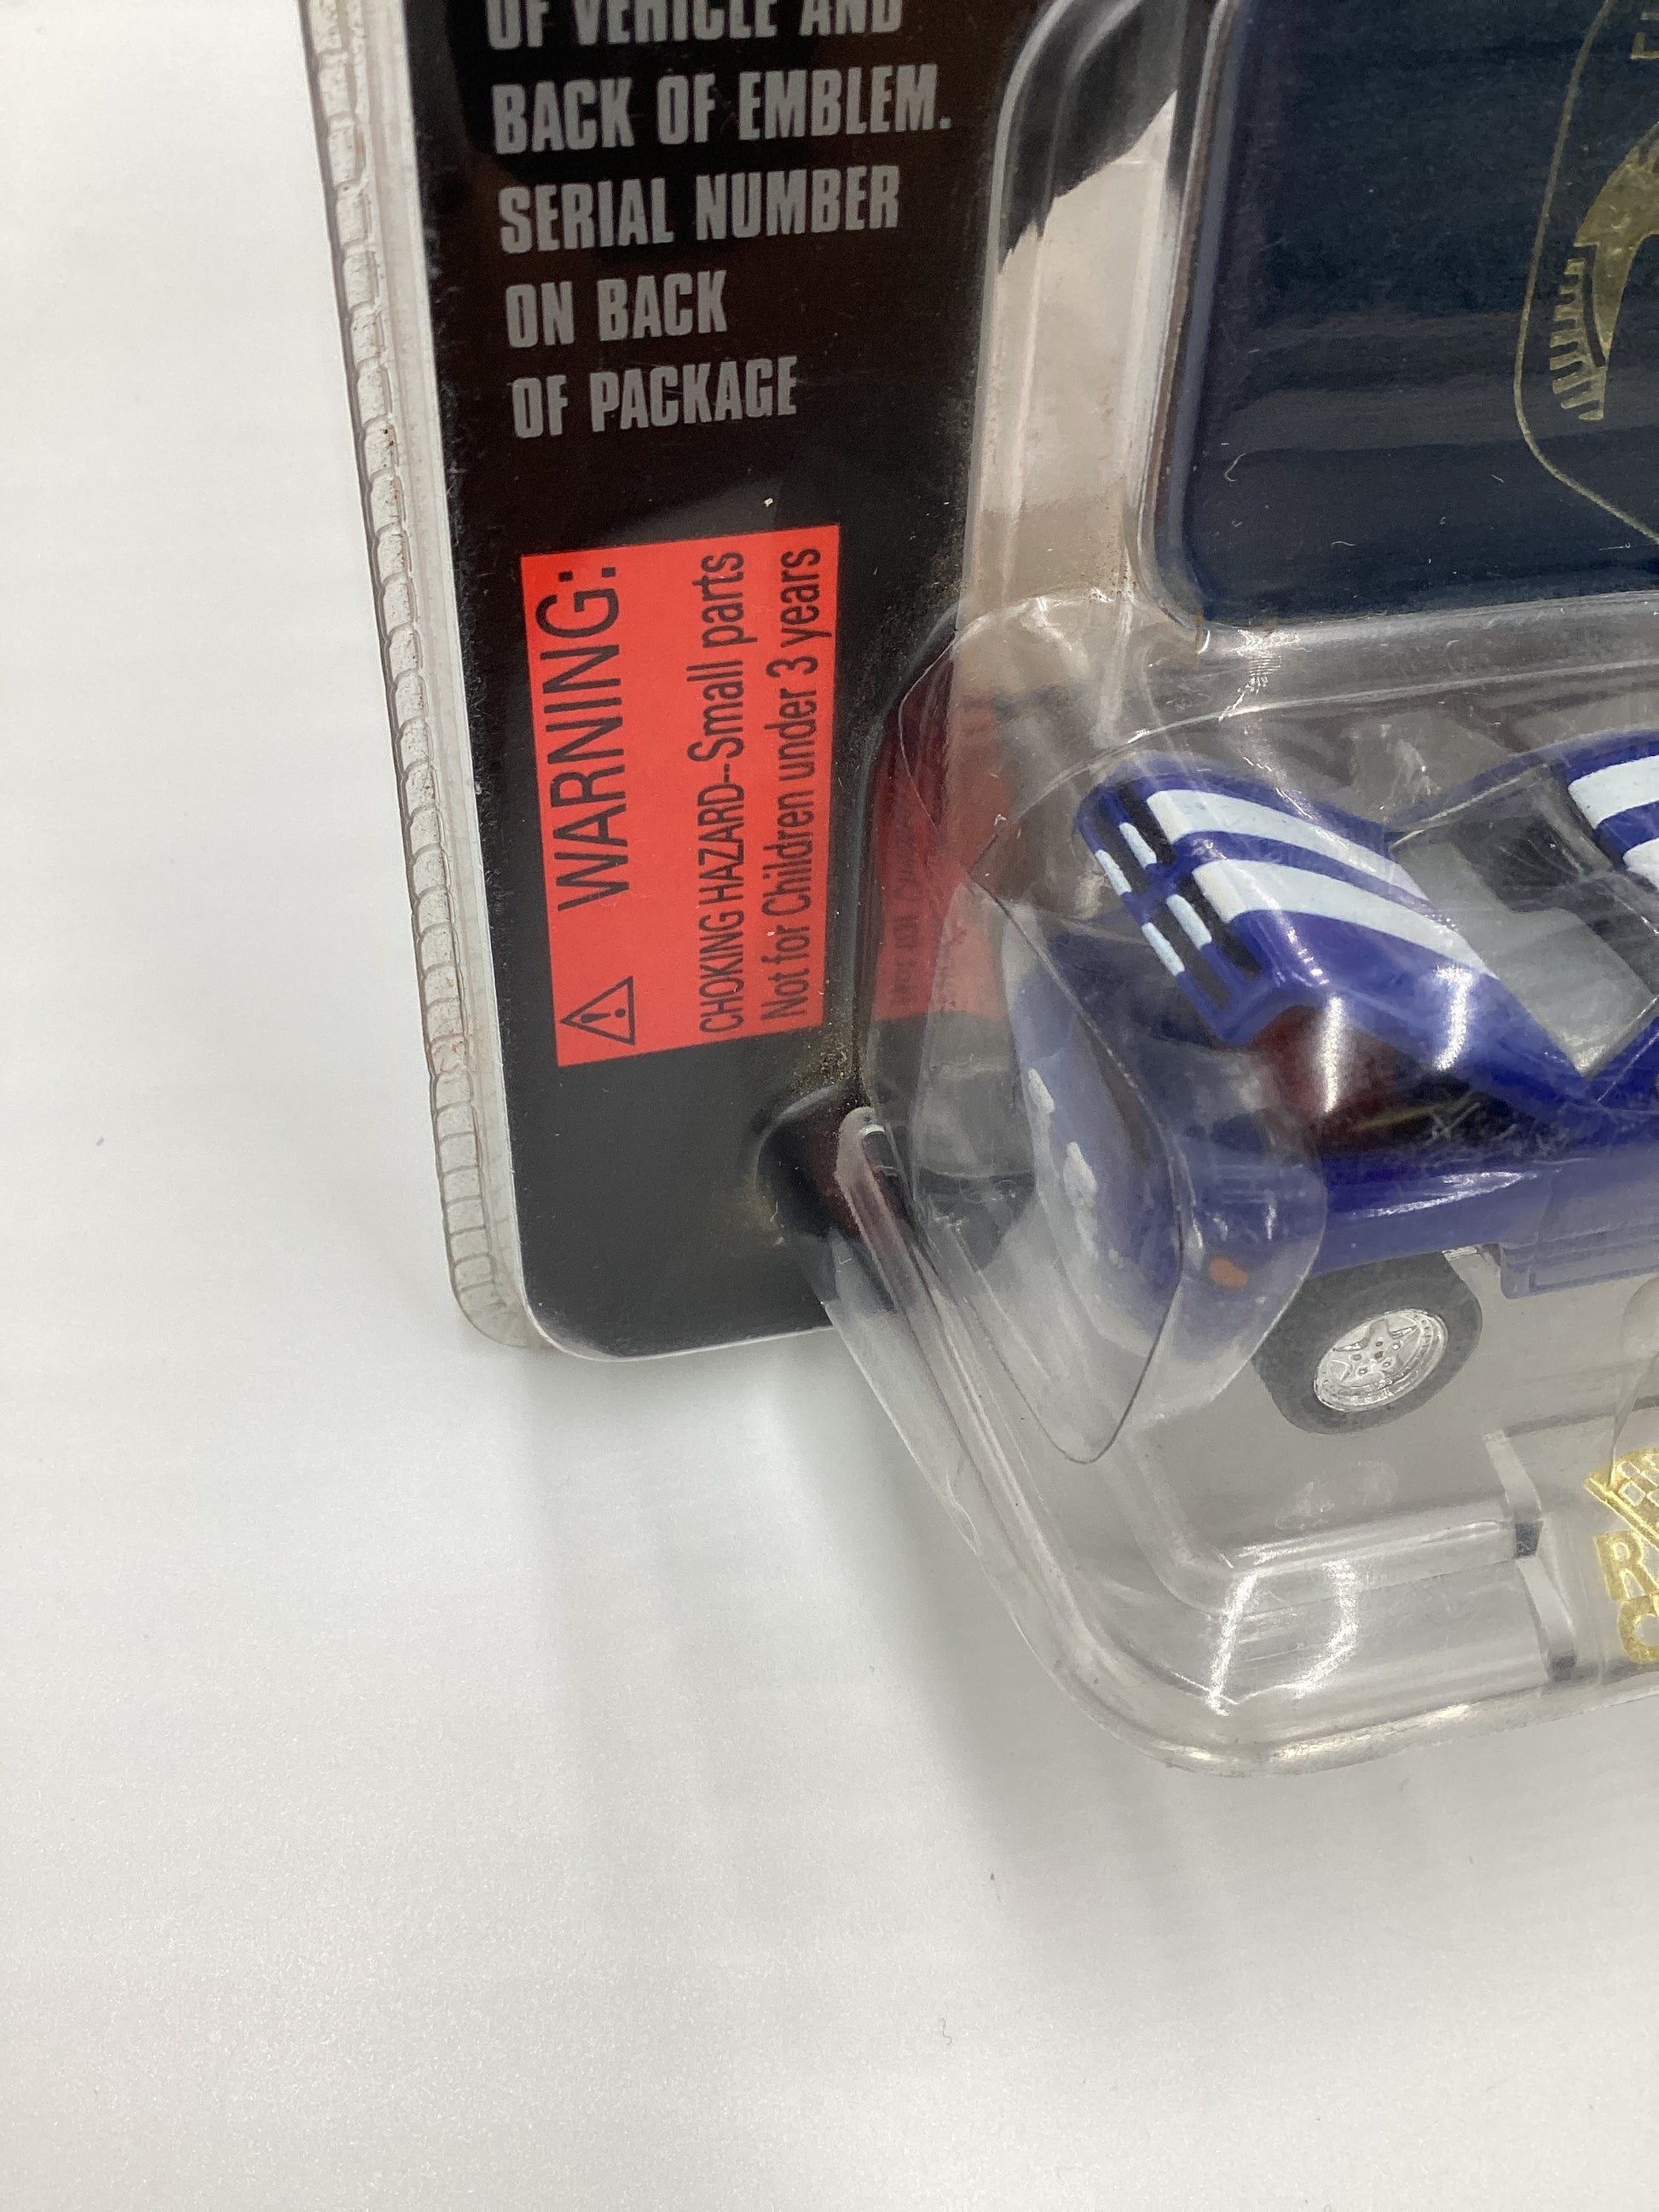 OF VEHICLE AND
BACK OF EMBLEM.
SERIAL NUMBER
ON BACK
OF PACKAGE
WARNING:
CHOKING HAZARD--Small parts
Not for Children under 3 years
R
C